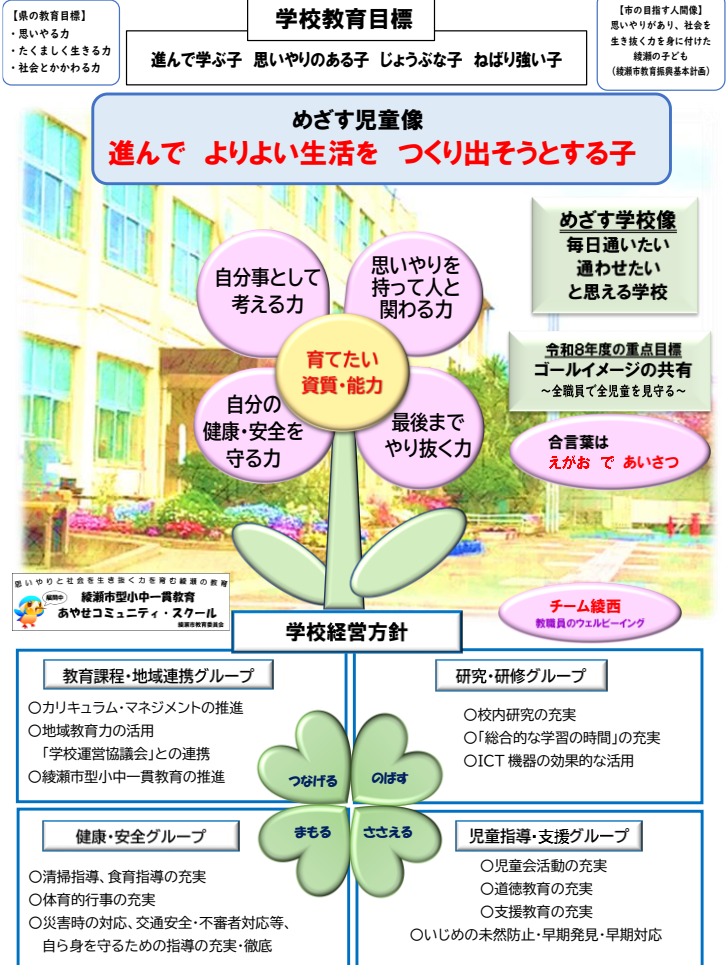 【県の教育目標】
・思いやる力
・たくましく生きる力
・社会とかかわる力
学校教育目標
進んで学ぶ子 思いやりのある子 じょうぶな子 ねばり強い子
【市の目指す人間像】
思いやりがあり、社会を
生き抜く力を身に付けた
綾瀬の子ども
(綾瀬市教育振興基本計画)
めざす児童像
進んで よりよい生活を つくり出そうとする子
めざす学校像
毎日通いたい
通わせたい
と思える学校
自分事として
考える力
思いやりを
持って人と
関わる力
育てたい
資質・能力
自分の
健康・安全を
守る力
最後まで
やり抜く力
令和8年度の重点目標
ゴールイメージの共有
～全職員で全児童を見守る～
合言葉は
えがお で あいさつ
思いやりと社会を生き抜く力を育む綾瀬の教育
展開中
綾瀬市型小中一貫教育
あやせコミュニティ・スクール
綾瀬市教育委員会
チーム綾西
教職員のウェルビーイング
学校経営方針
教育課程・地域連携グループ
〇カリキュラム・マネジメントの推進
〇地域教育力の活用
「学校運営協議会」との連携
〇綾瀬市型小中一貫教育の推進
研究・研修グループ
〇校内研究の充実
〇「総合的な学習の時間」の充実
〇ICT 機器の効果的な活用
つなげる
のばす
まもる
ささえる
健康・安全グループ
〇清掃指導、食育指導の充実
〇体育的行事の充実
〇災害時の対応、交通安全・不審者対応等、
自ら身を守るための指導の充実・徹底
児童指導・支援グループ
〇児童会活動の充実
〇道徳教育の充実
〇支援教育の充実
〇いじめの未然防止・早期発見・早期対応